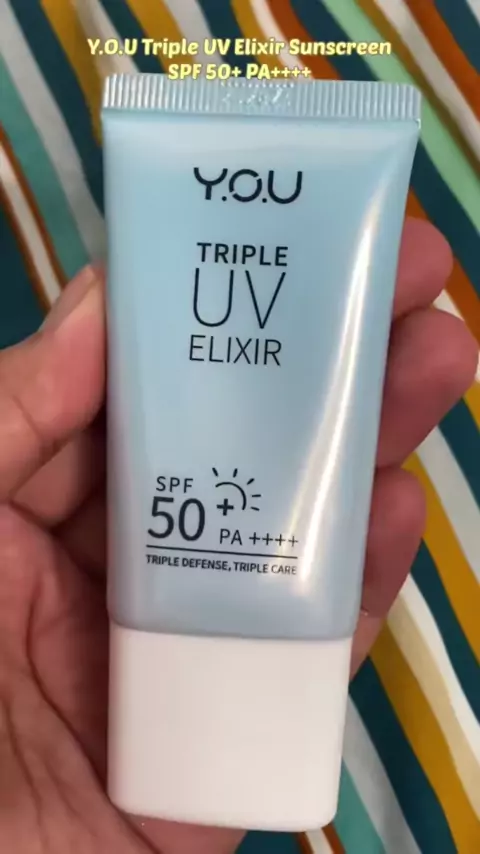 Y.O.U Triple UV Elixir Sunscreen
SPF 50+ PA++++
Y.O.U
TRIPLE
UV
ELIXIR
SPF
50+
PA ++++
TRIPLE DEFENSE, TRIPLE CARE